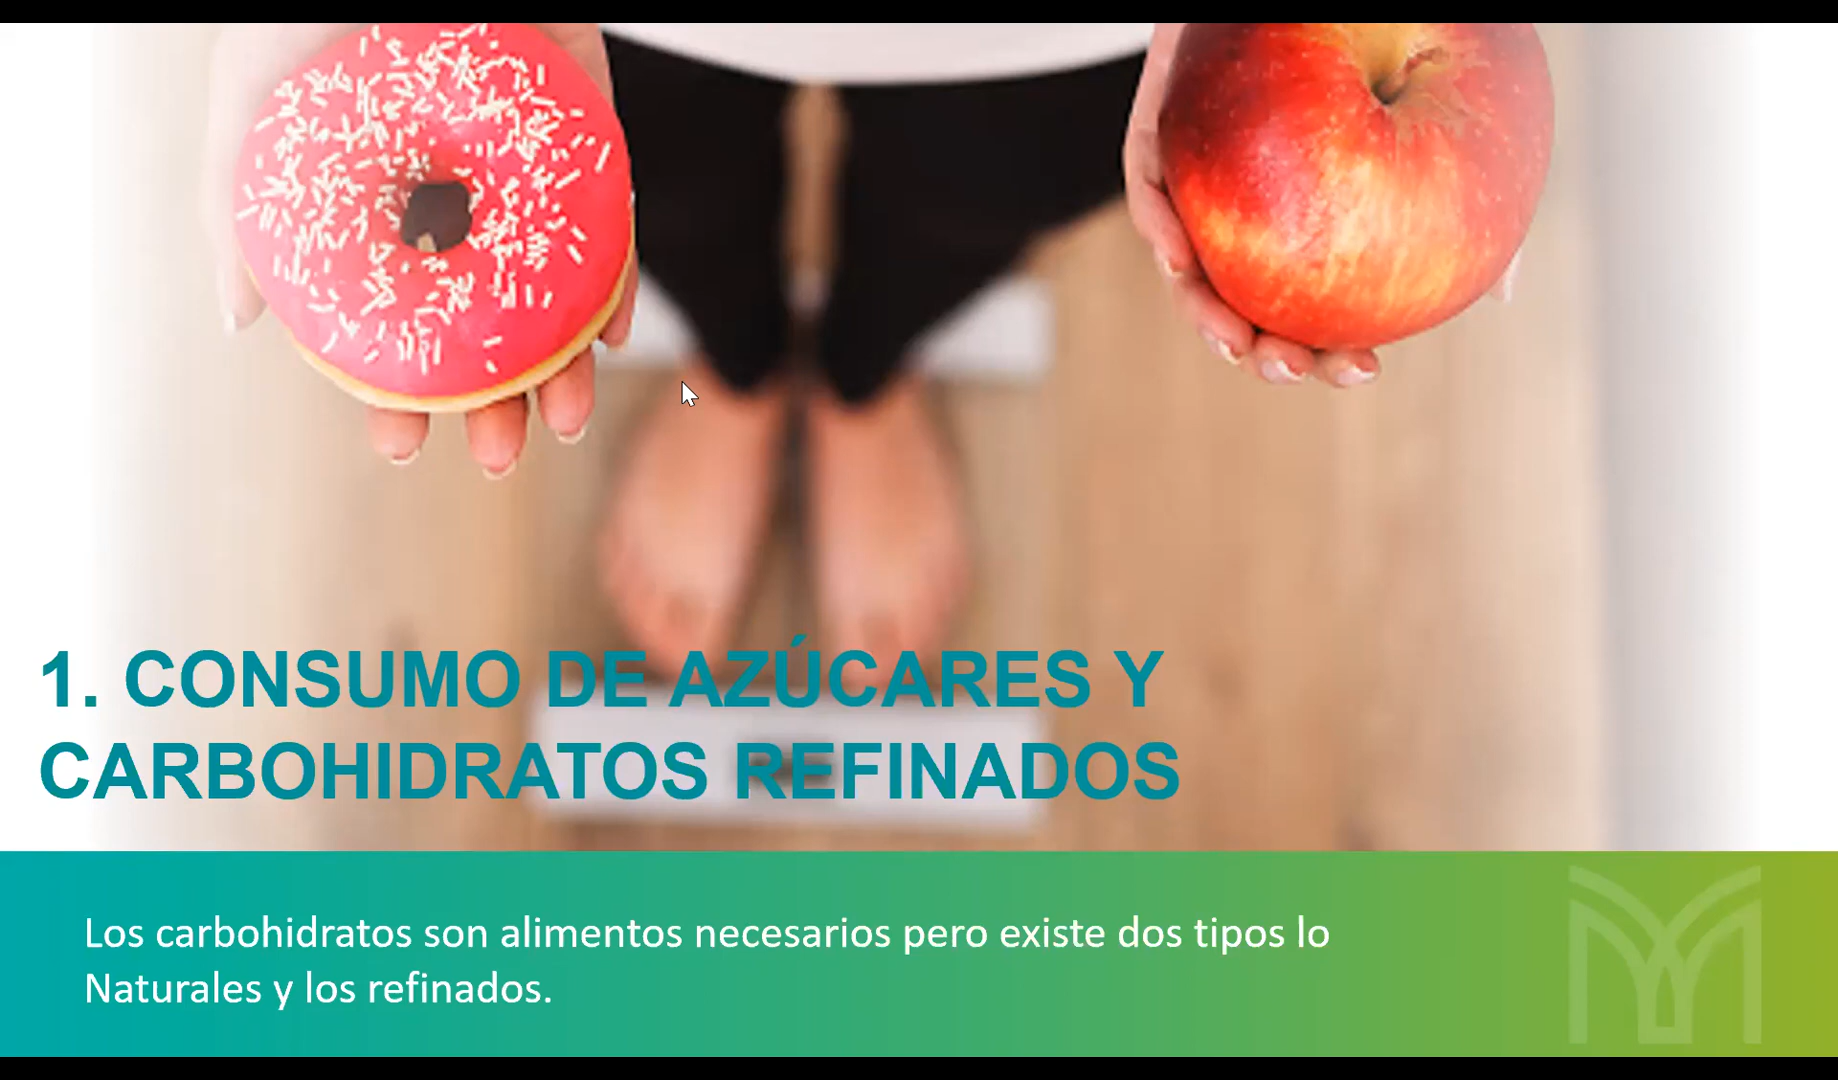 1. CONSUMO DE AZÚCARES Y
CARBOHIDRATOS REFINADOS
Los carbohidratos son alimentos necesarios pero existe dos tipos lo
Naturales y los refinados.